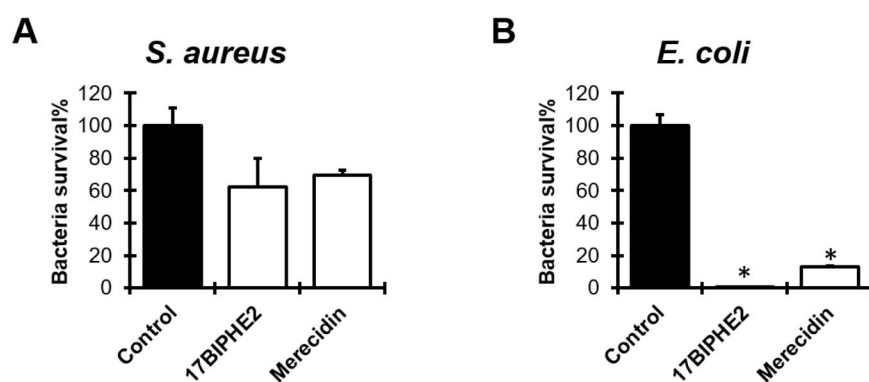 A
S. aureus
Bacteria survival%
120
100
80
60
40
20
0
Control
17BIPHE2
Merecidin
B
E. coli
Bacteria survival%
120
100
80
60
40
20
0
*
*
Control
17BIPHE2
Merecidin